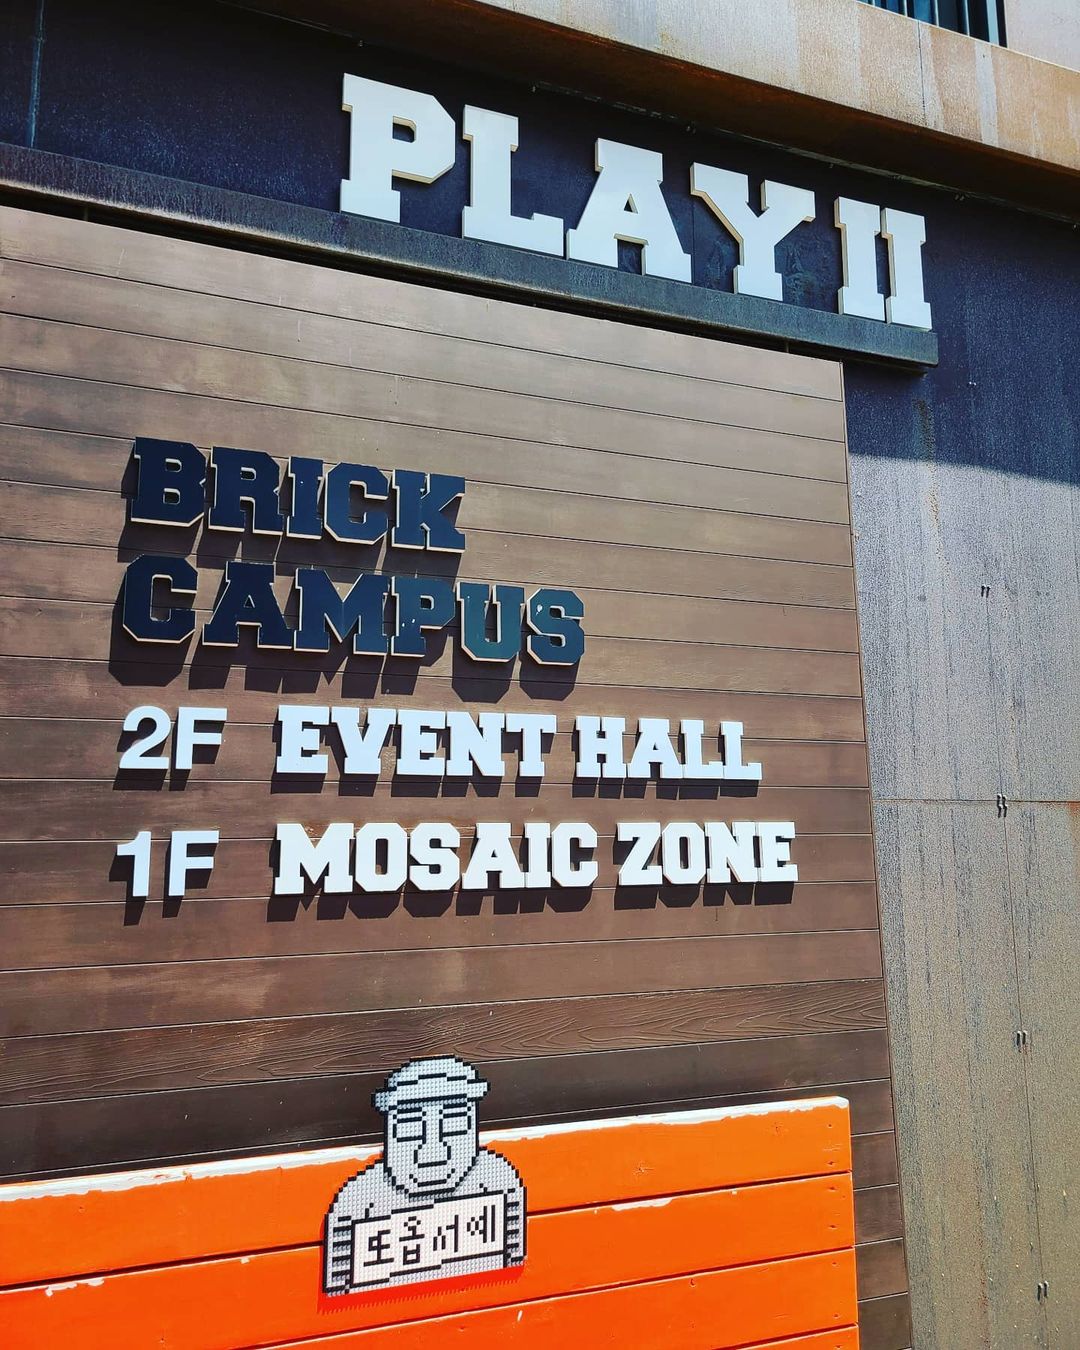 PLAY II
BRICK
CAMPUS
2F EVENT HALL
1F MOSAIC ZONE
또옵서예